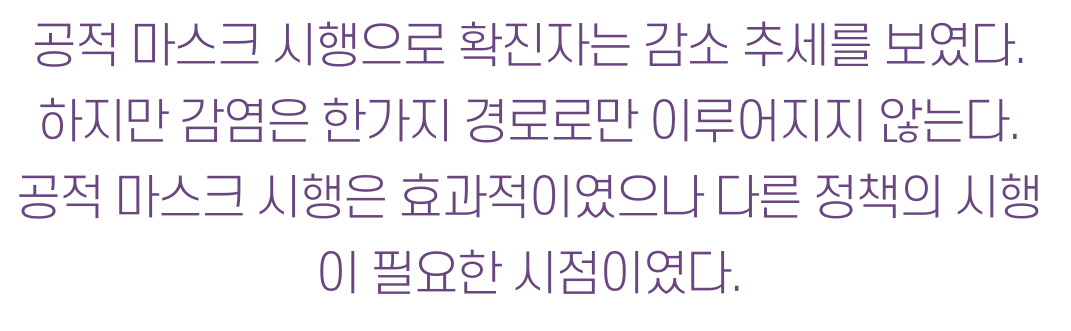 공적 마스크 시행으로 확진자는 감소 추세를 보였다.
하지만 감염은 한가지 경로로만 이루어지지 않는다.
공적 마스크 시행은 효과적이였으나 다른 정책의 시행
이 필요한 시점이였다.